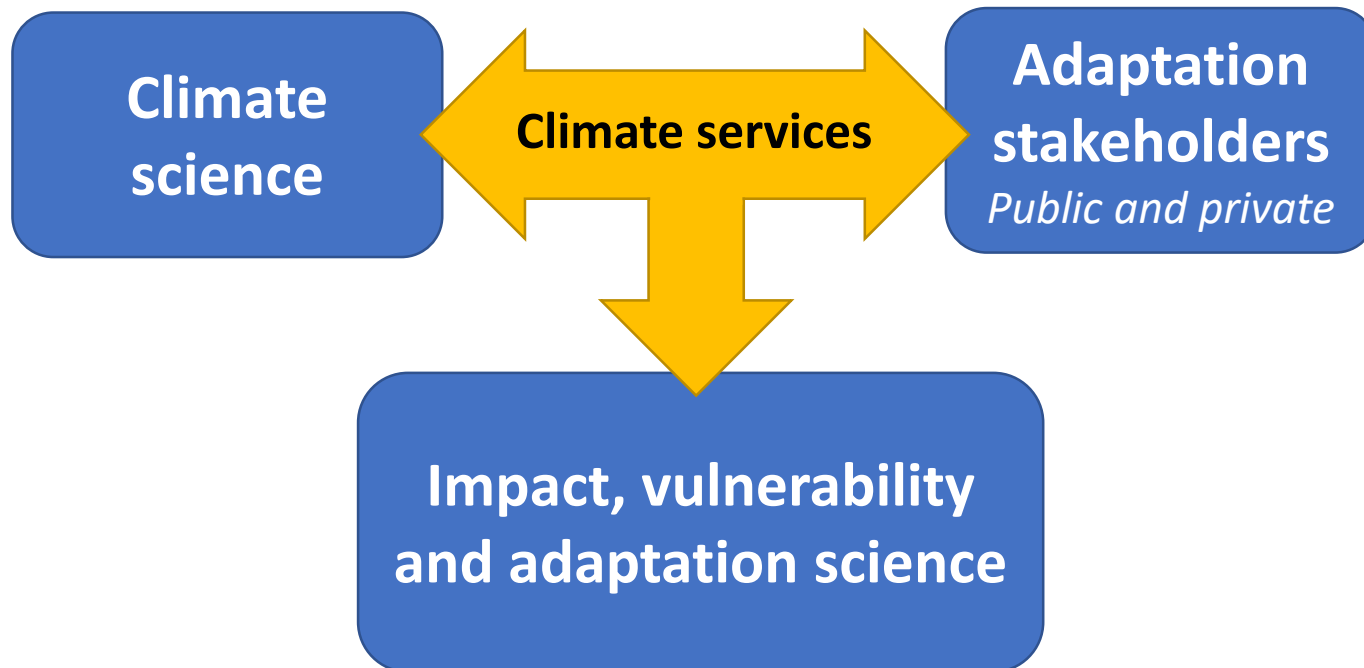 Climate
science
Climate services
Adaptation
stakeholders
Public and private
Impact, vulnerability
and adaptation science